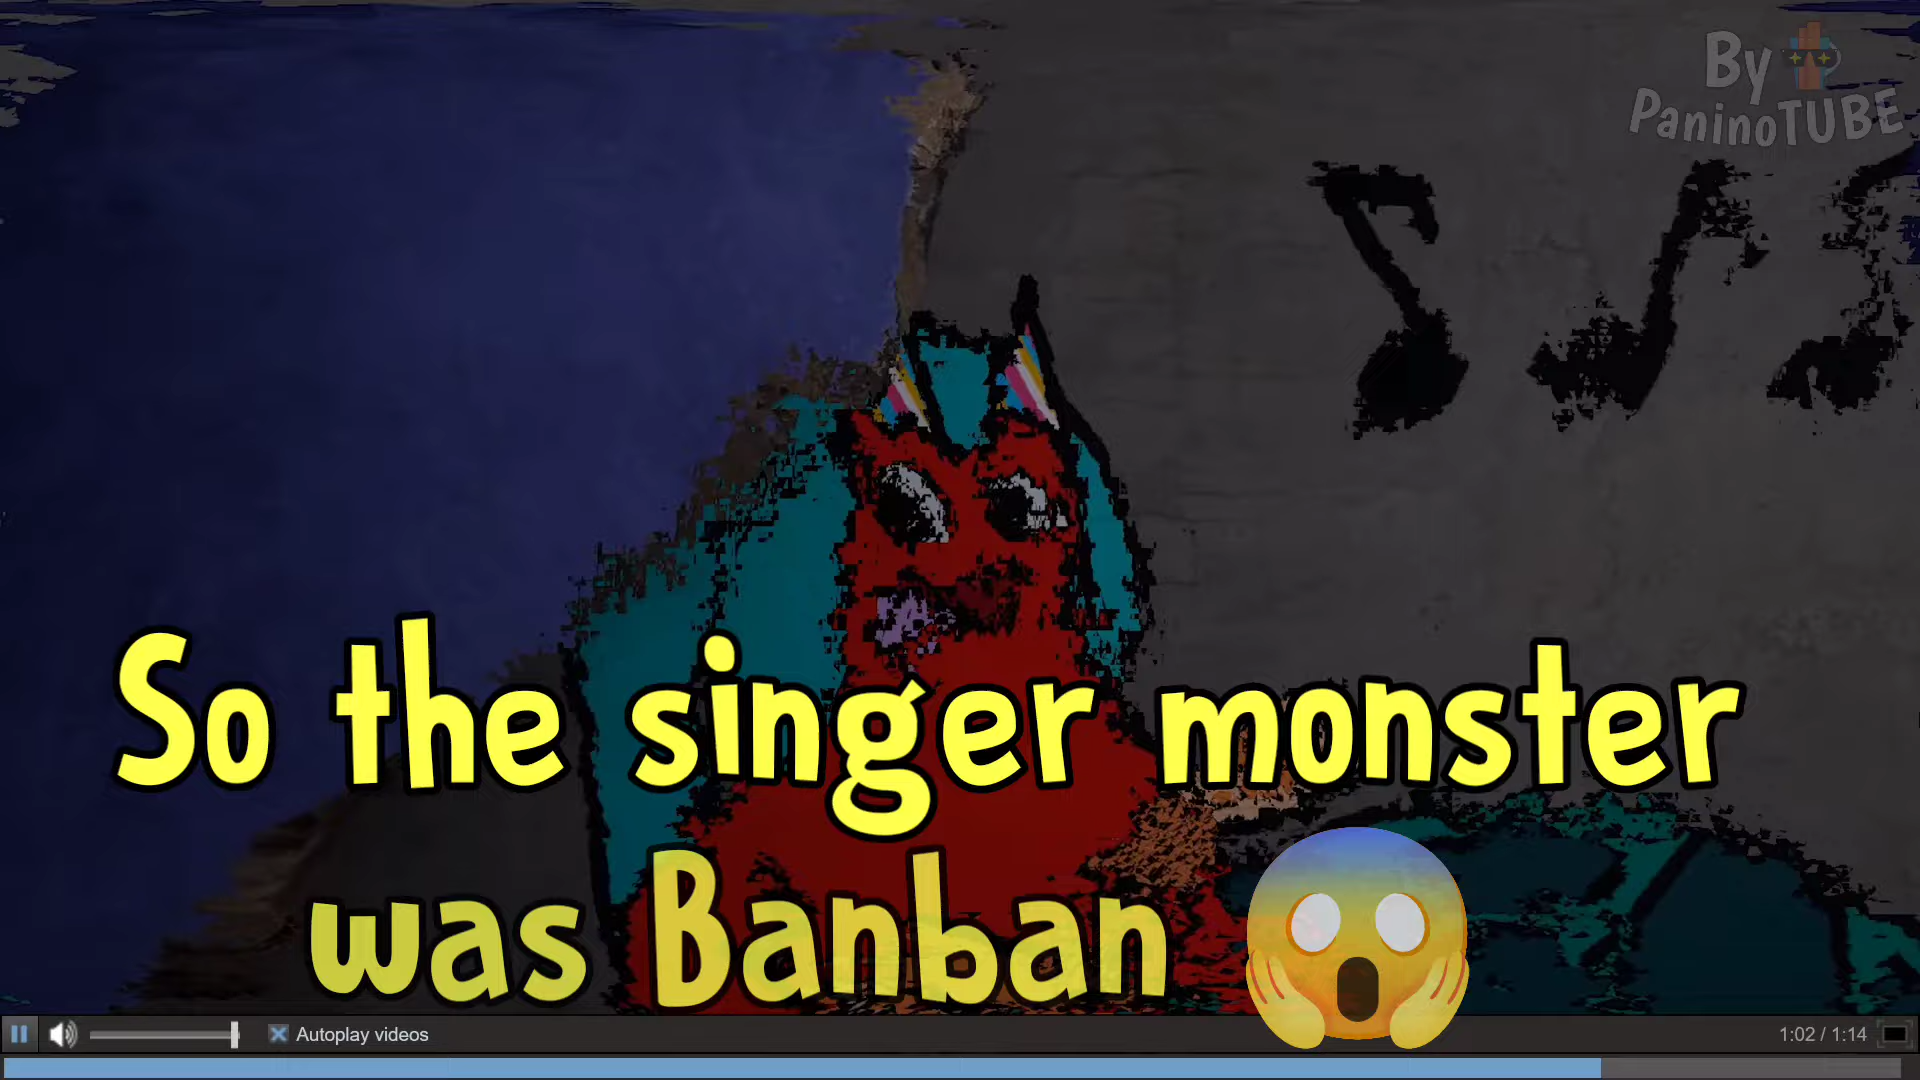 By
PaninoTUBE
So the singer monster
was Banban
Autoplay videos
1:02 / 1:14